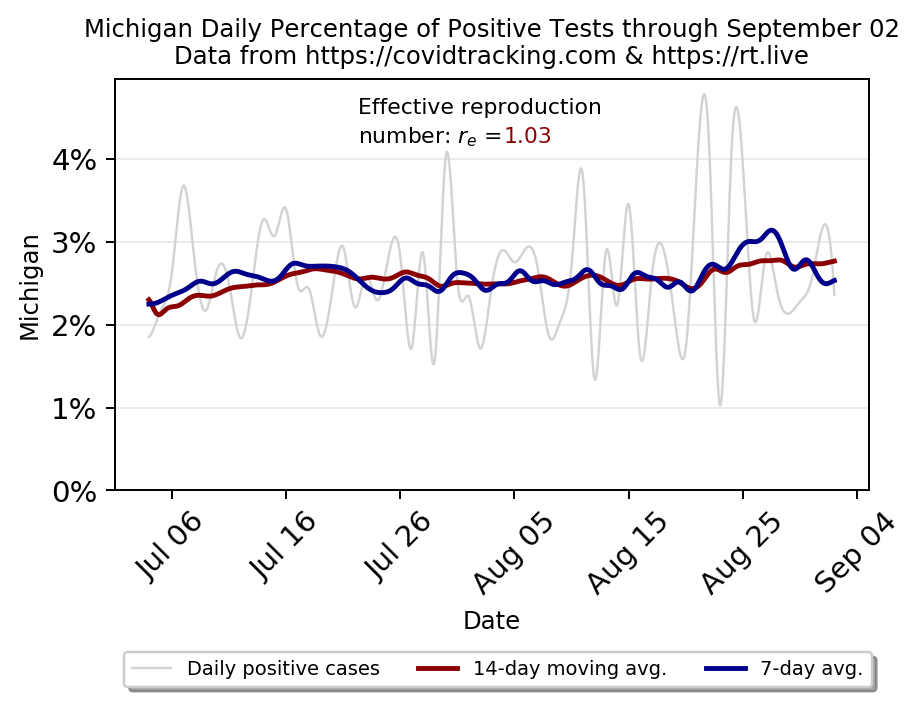 Michigan Daily Percentage of Positive Tests through September 02
Data from https://covidtracking.com & https://rt.live
Effective reproduction
number: rₑ =1.03
4%
3%
2%
1%
0%
Michigan
Jul 06
Jul 16
Jul 26
Aug 05
Aug 15
Aug 25
Sep 04
Date
Daily positive cases
14-day moving avg.
7-day avg.